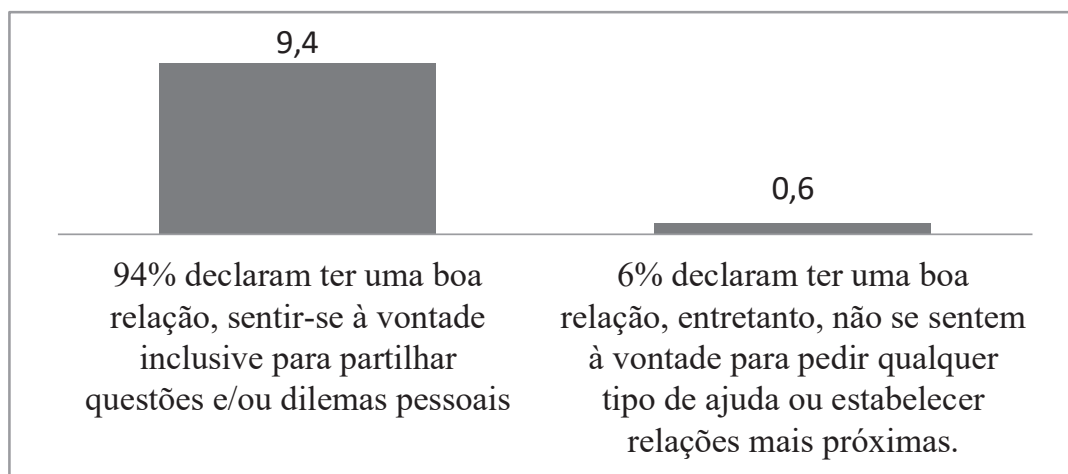 9,4
0,6
94% declaram ter uma boa
relação, sentir-se à vontade
inclusive para partilhar
questões e/ou dilemas pessoais
6% declaram ter uma boa
relação, entretanto, não se sentem
à vontade para pedir qualquer
tipo de ajuda ou estabelecer
relações mais próximas.